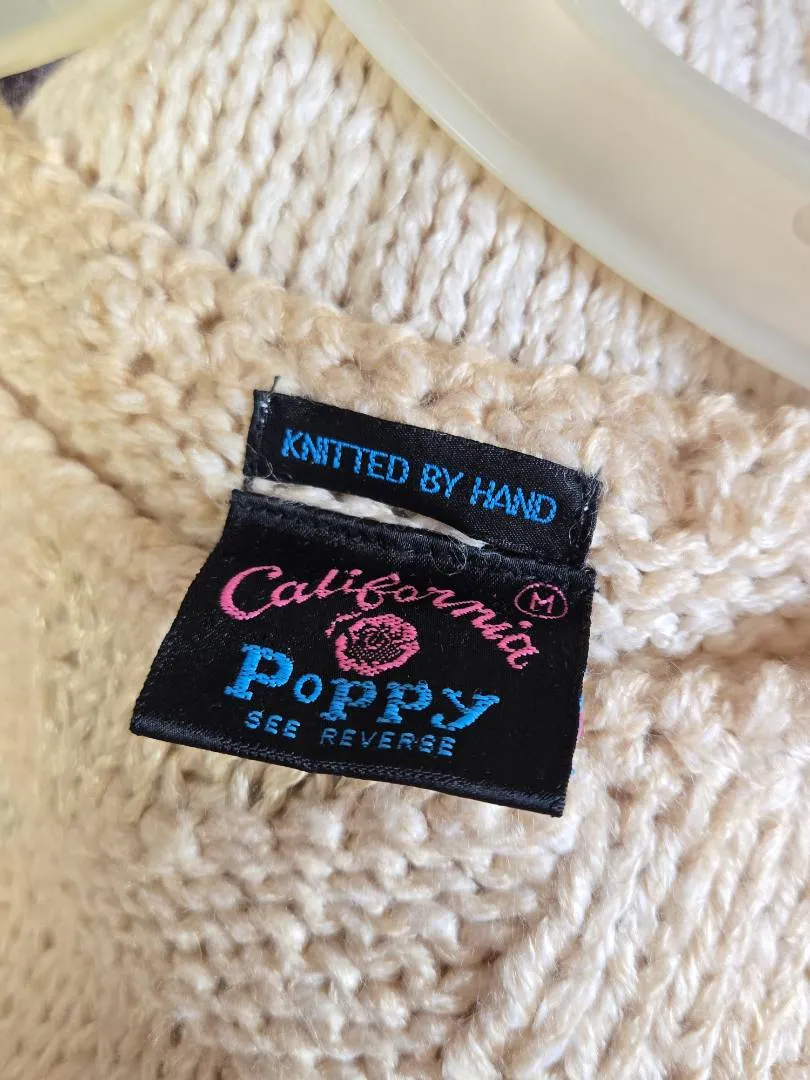 KNITTED BY HAND
California M
Poppy
SEE REVERSE